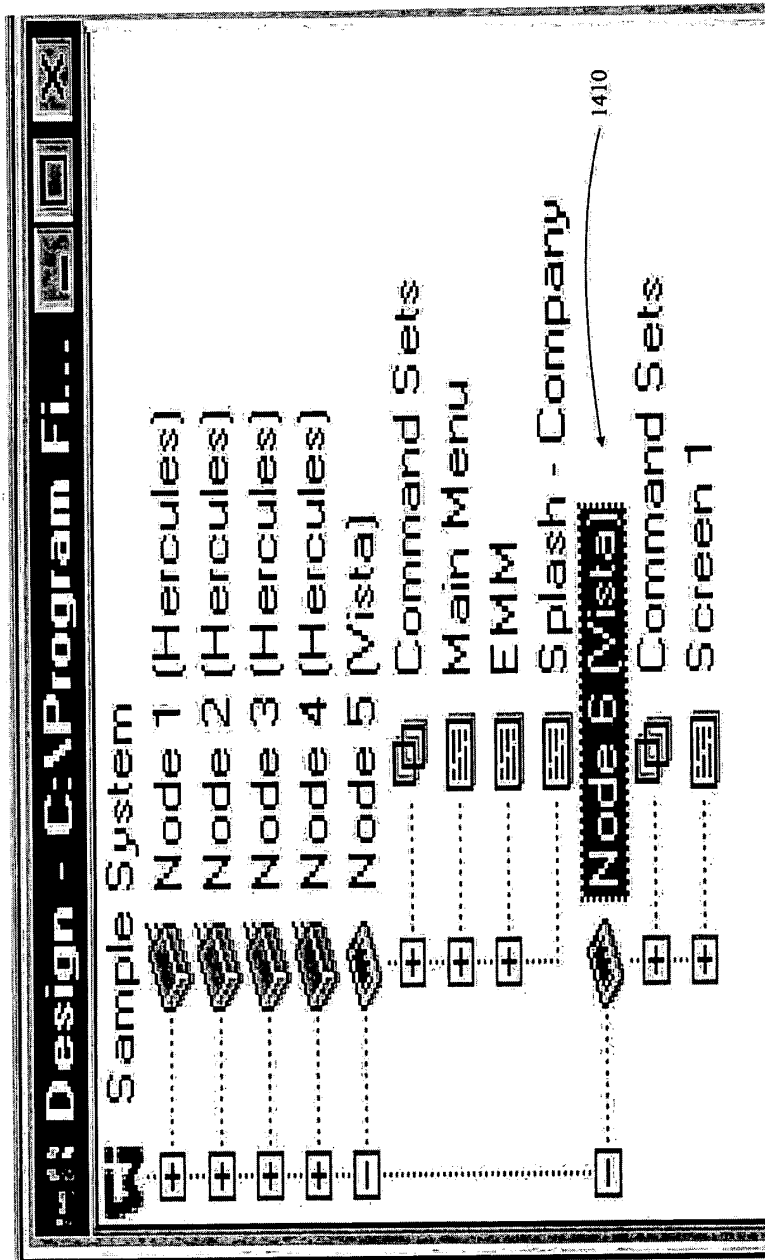 Design - C:\Program Fi...
Sample System
Node 1 (Hercules)
Node 2 (Hercules)
Node 3 (Hercules)
Node 4 (Hercules)
Node 5 (Vista)
Command Sets
Main Menu
EMM
Splash - Company
Node 6 (Vista)
1410
Command Sets
Screen 1